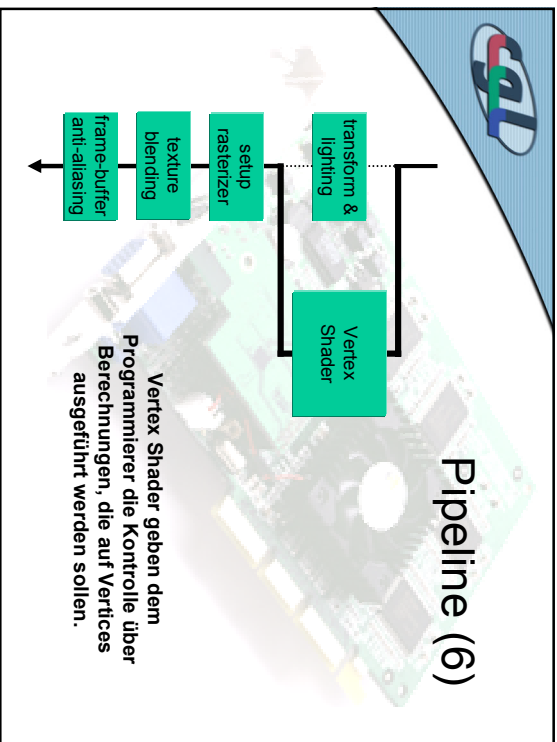 Pipeline (6)
transform &
lighting
Vertex
Shader
setup
rasterizer
texture
blending
frame-buffer
anti-aliasing
Vertex Shader geben dem
Programmierer die Kontrolle über
Berechnungen, die auf Vertices
ausgeführt werden sollen.